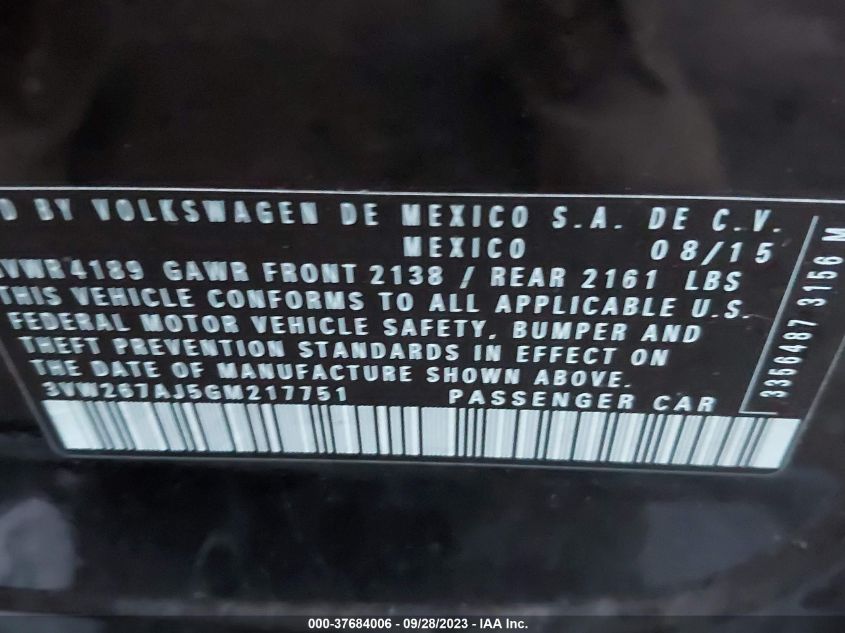 D BY VOLKSWAGEN DE MEXICO S.A. DE C.V.
MEXICO 08/15
GVWR 4189 GAWR FRONT 2138 / REAR 2161 LBS
THIS VEHICLE CONFORMS TO ALL APPLICABLE U.S.
FEDERAL MOTOR VEHICLE SAFETY, BUMPER AND
THEFT PREVENTION STANDARDS IN EFFECT ON
THE DATE OF MANUFACTURE SHOWN ABOVE.
3VW267AJ5GM217751 PASSENGER CAR
3356487 3156 M
000-37684006 - 09/28/2023 - IAA Inc.